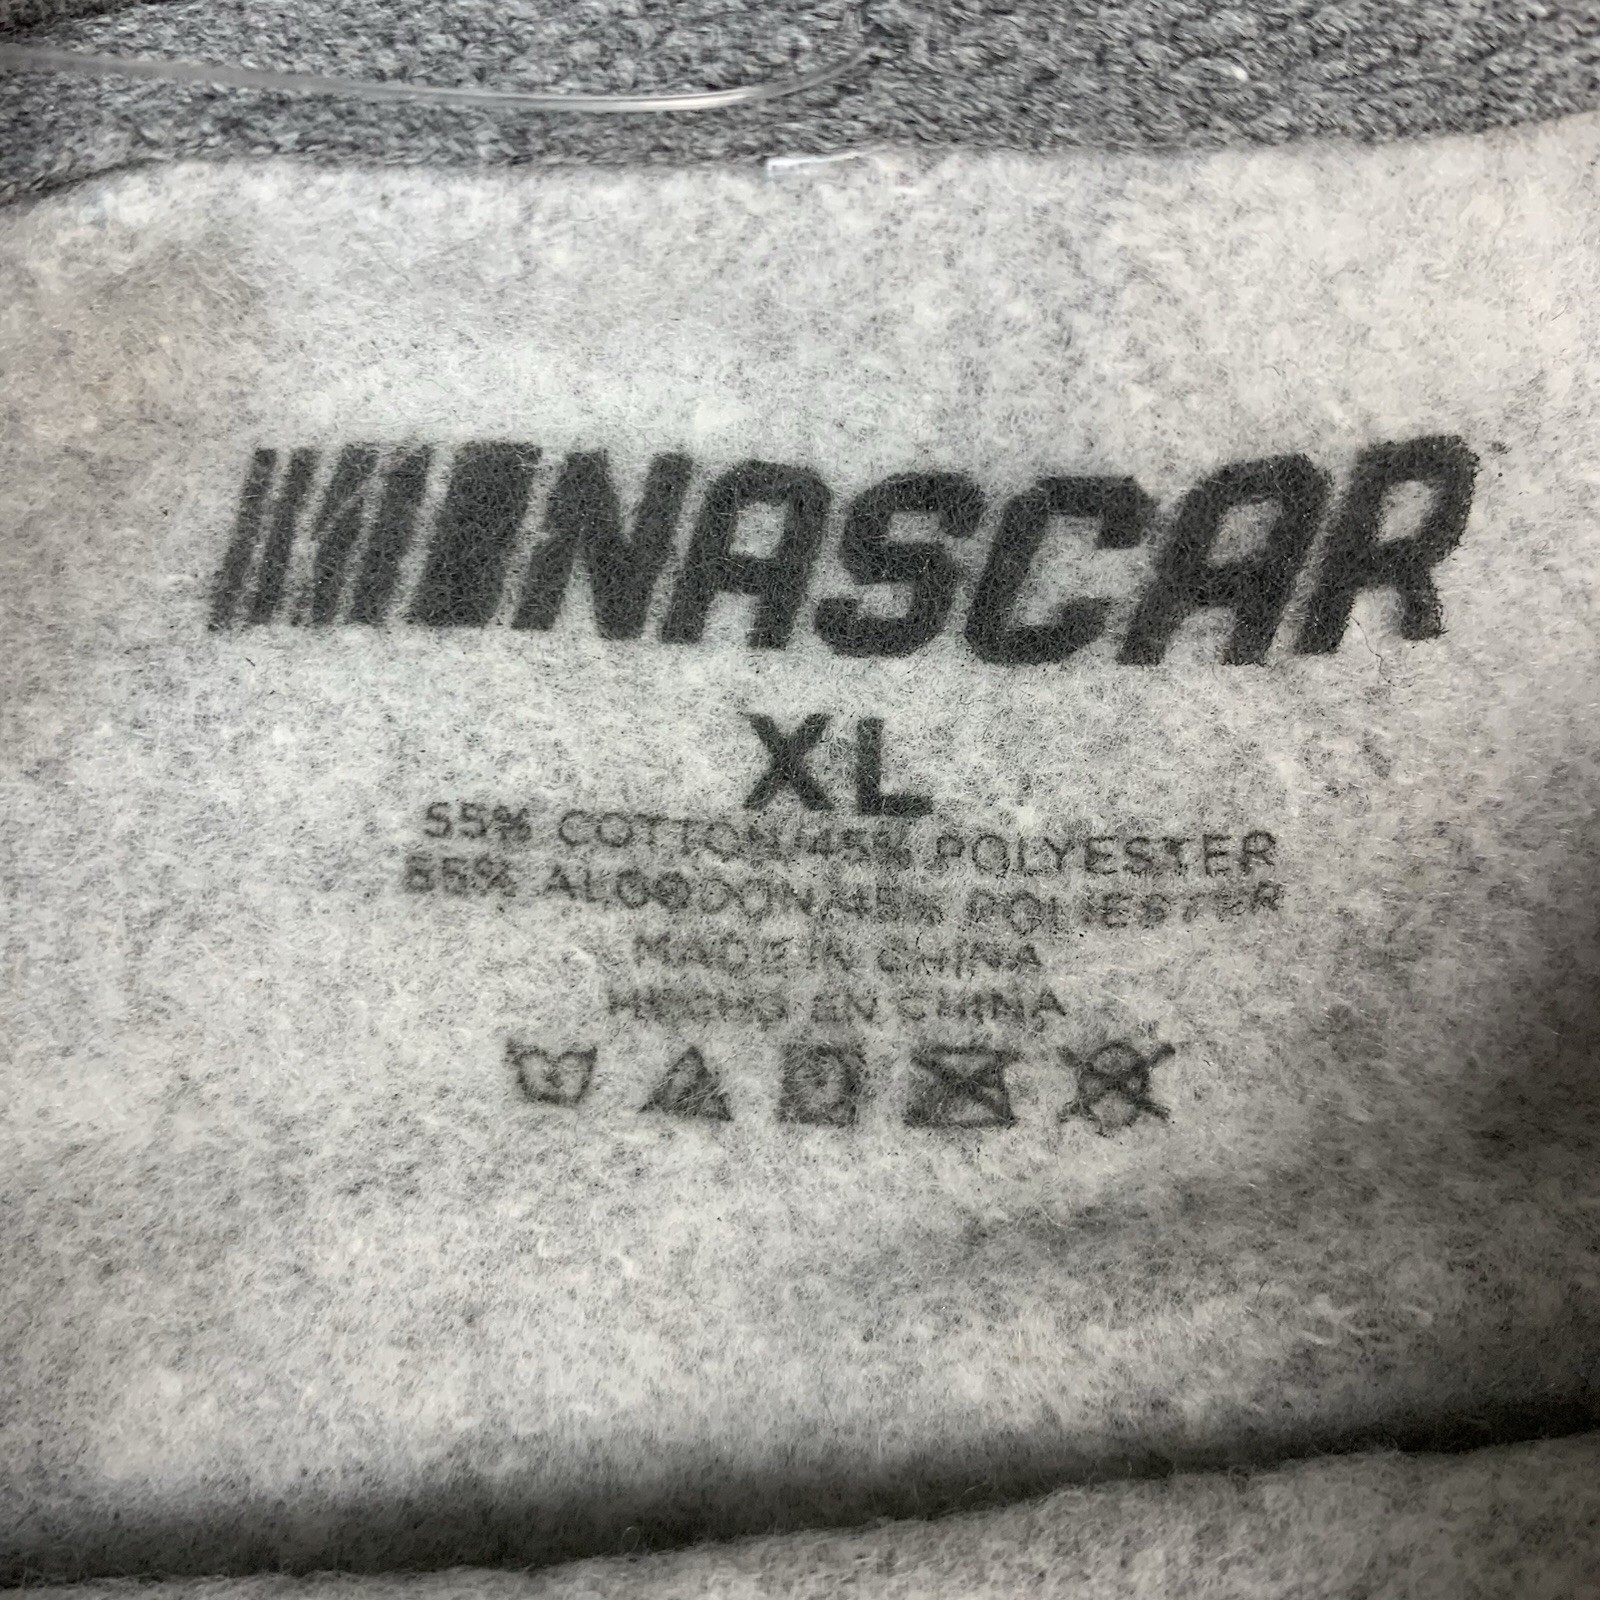 NASCAR
XL
55% COTTON/45% POLYESTER
55% ALGODON/45% POLIESTER
MADE IN CHINA
HECHO EN CHINA